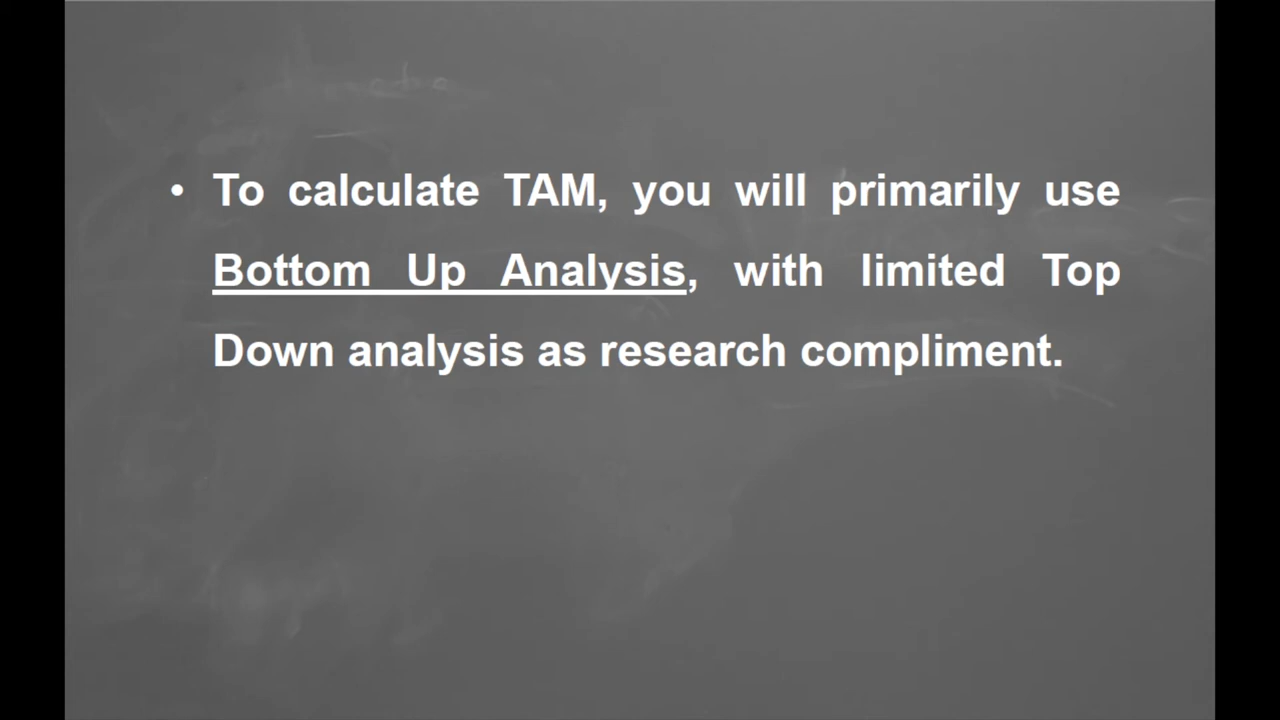 • To calculate TAM, you will primarily use
Bottom Up Analysis, with limited Top
Down analysis as research compliment.